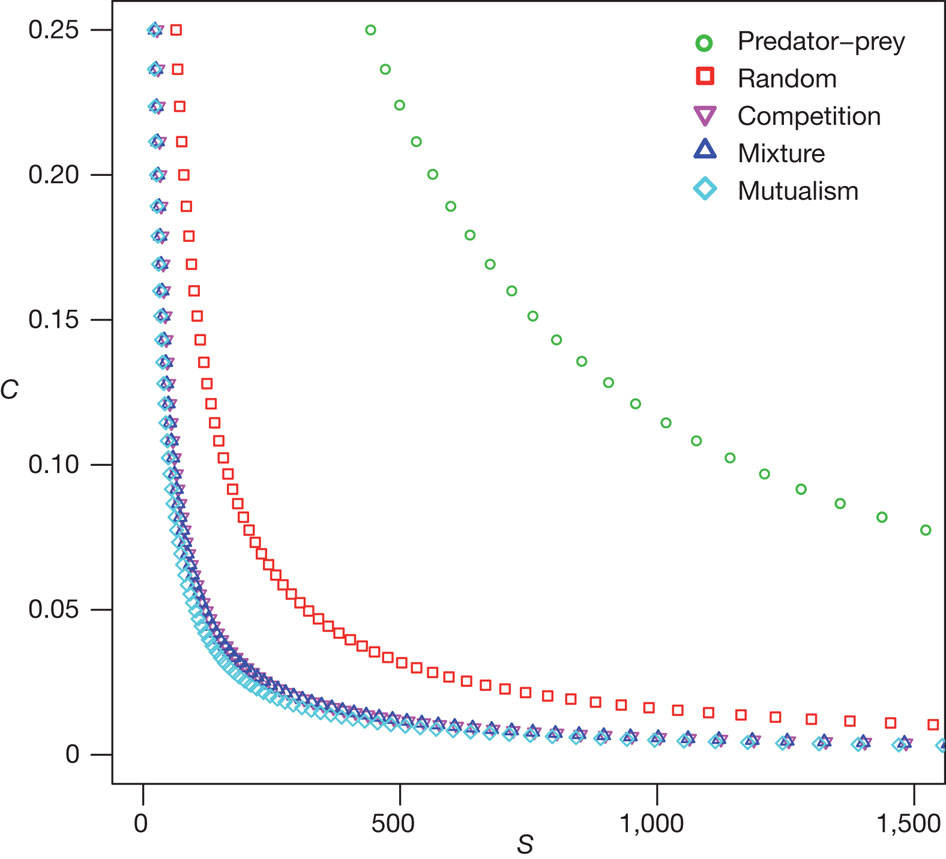 0.25
0.20
0.15
0.10
0.05
0
C
Predator–prey
Random
Competition
Mixture
Mutualism
0 500 1,000 1,500
S